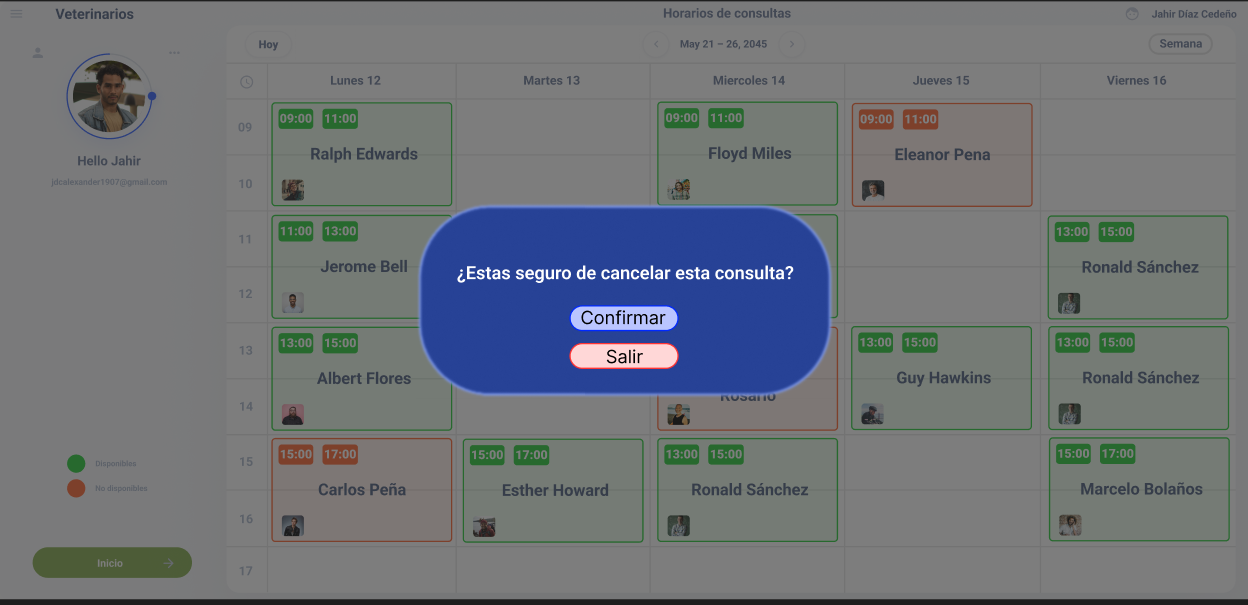 Veterinarios
Horarios de consultas
Jahir Díaz Cedeño
Hoy
May 21 – 26, 2045
Semana
Hello Jahir
jdcalexander1907@gmail.com
Lunes 12
Martes 13
Miercoles 14
Jueves 15
Viernes 16
09
10
11
12
13
14
15
16
17
09:00 11:00
Ralph Edwards
11:00 13:00
Jerome Bell
13:00 15:00
Albert Flores
15:00 17:00
Carlos Peña
15:00 17:00
Esther Howard
09:00 11:00
Floyd Miles
Rosario
13:00 15:00
Ronald Sánchez
09:00 11:00
Eleanor Pena
13:00 15:00
Guy Hawkins
13:00 15:00
Ronald Sánchez
13:00 15:00
Ronald Sánchez
15:00 17:00
Marcelo Bolaños
¿Estas seguro de cancelar esta consulta?
Confirmar
Salir
Disponibles
No disponibles
Inicio